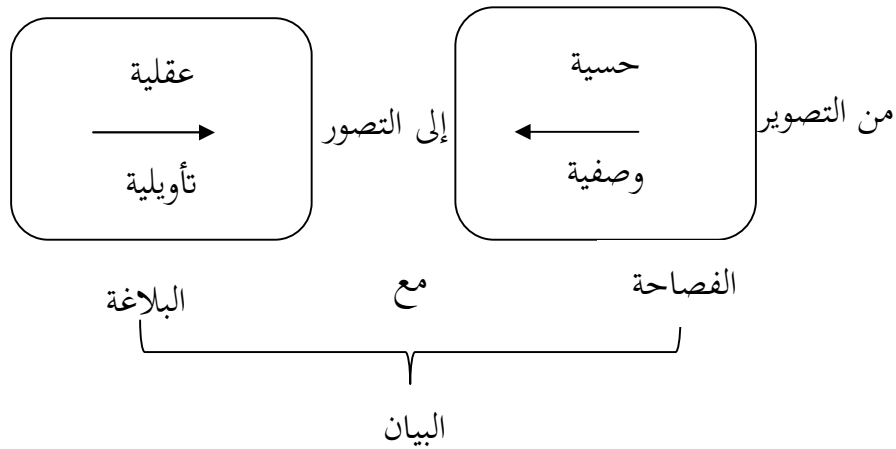 من التصوير
حسية
وصفية
إلى التصور
عقلية
تأويلية
الفصاحة
مع
البلاغة
البيان